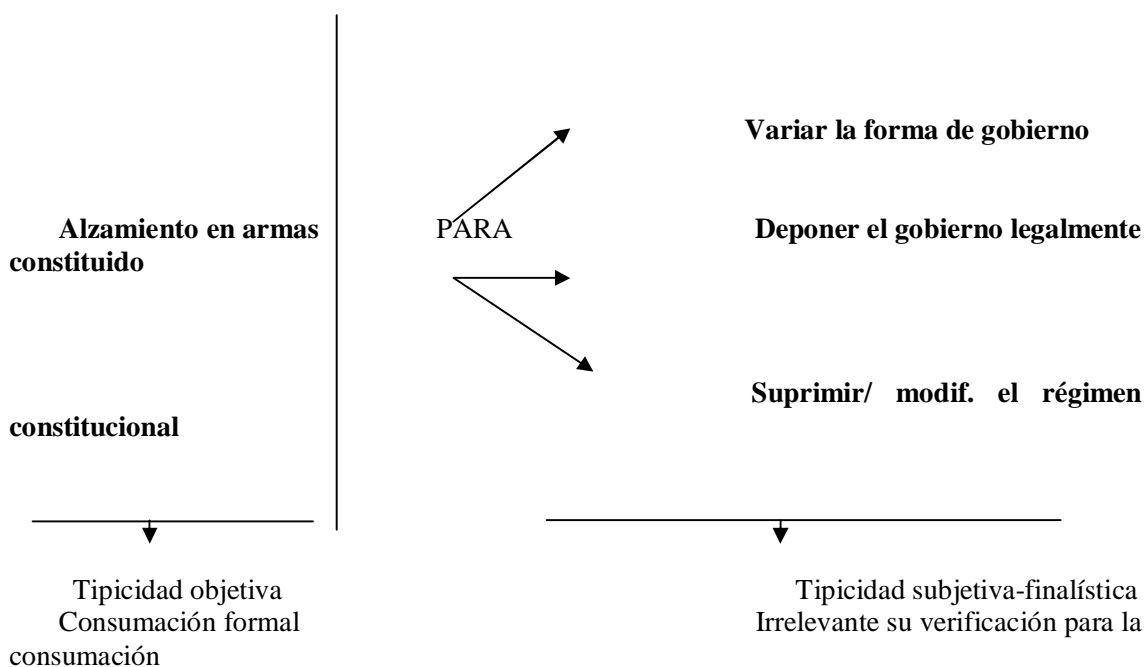 Variar la forma de gobierno
Alzamiento en armas PARA Deponer el gobierno legalmente
constituido
Suprimir/ modif. el régimen
constitucional
Tipicidad objetiva Tipicidad subjetiva-finalística
Consumación formal Irrelevante su verificación para la
consumación